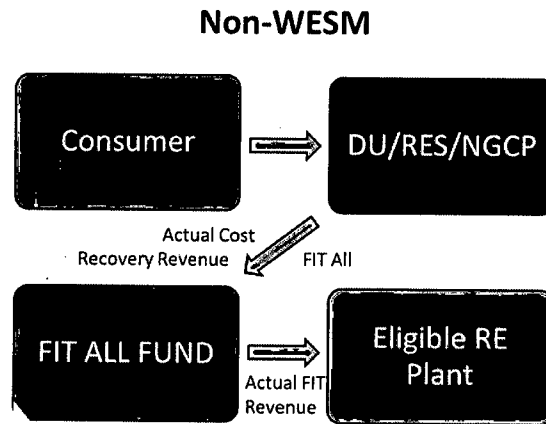 Non-WESM
Consumer
DU/RES/NGCP
Actual Cost
Recovery Revenue
FIT All
FIT ALL FUND
Actual FIT
Revenue
Eligible RE
Plant